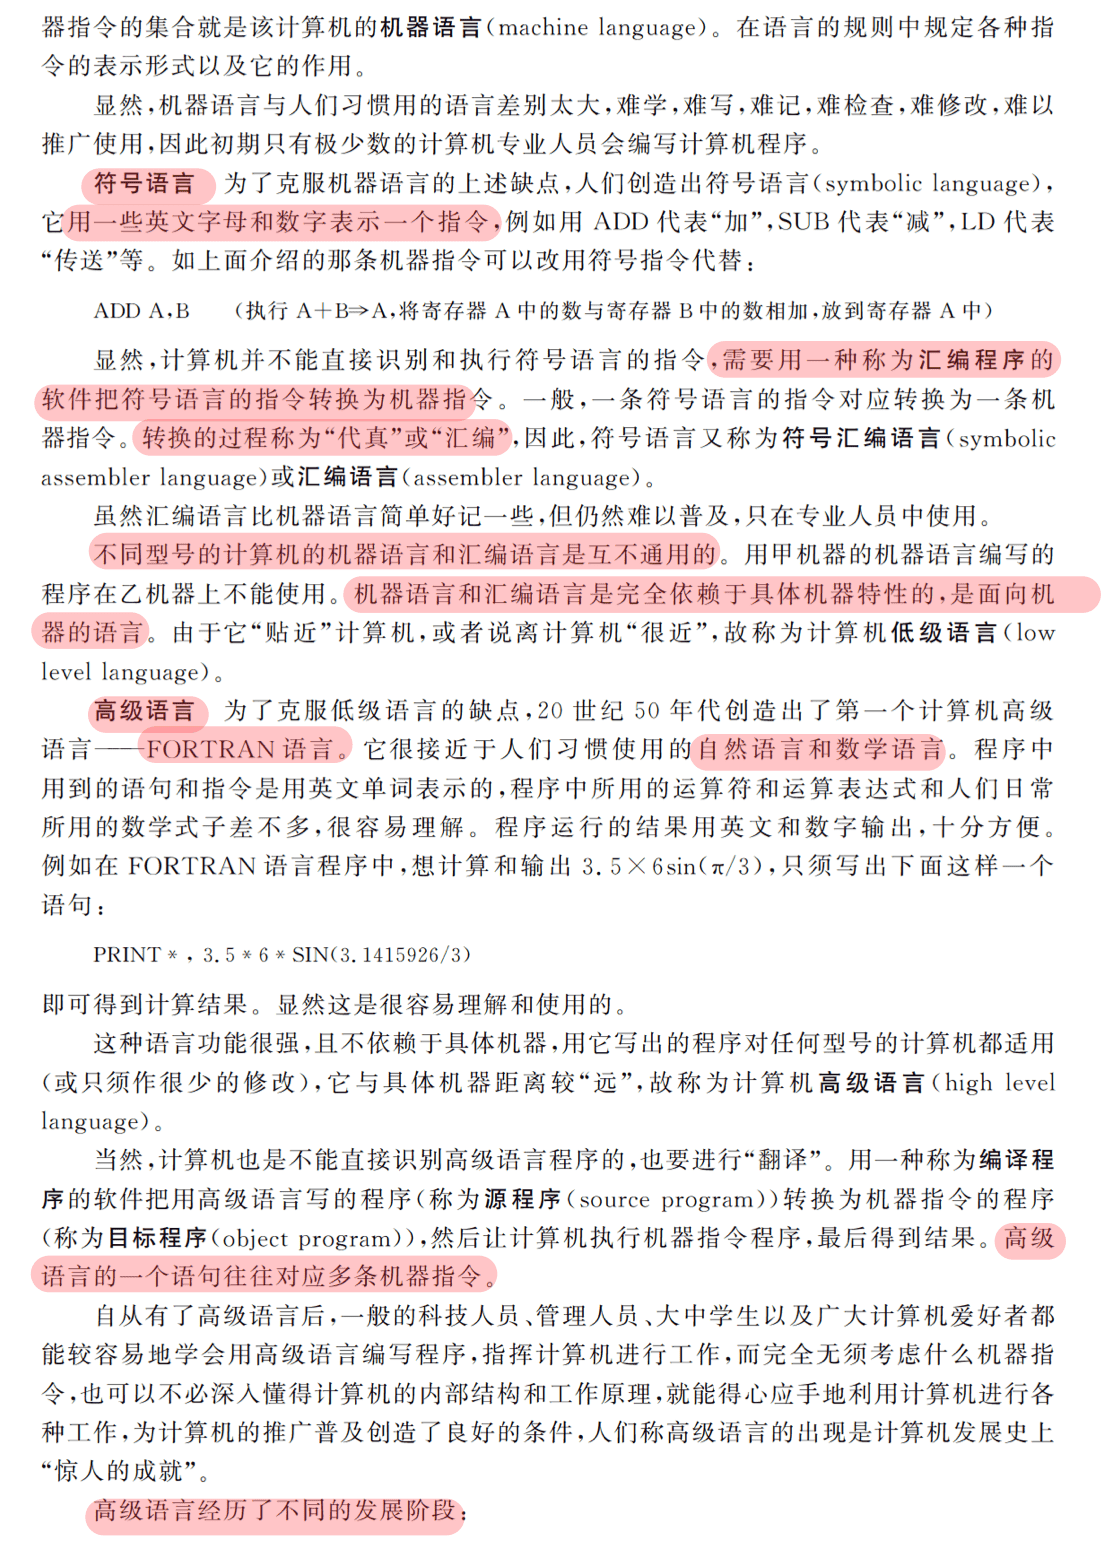 器指令的集合就是该计算机的机器语言(machine language)。在语言的规则中规定各种指
令的表示形式以及它的作用。
显然,机器语言与人们习惯用的语言差别太大,难学,难写,难记,难检查,难修改,难以
推广使用,因此初期只有极少数的计算机专业人员会编写计算机程序。
符号语言 为了克服机器语言的上述缺点,人们创造出符号语言(symbolic language),
它用一些英文字母和数字表示一个指令,例如用 ADD 代表“加”,SUB 代表“减”,LD 代表
“传送”等。如上面介绍的那条机器指令可以改用符号指令代替:
ADD A,B (执行 A+B⇒A,将寄存器 A 中的数与寄存器 B 中的数相加,放到寄存器 A 中)
显然,计算机并不能直接识别和执行符号语言的指令,需要用一种称为汇编程序的
软件把符号语言的指令转换为机器指令。一般,一条符号语言的指令对应转换为一条机
器指令。转换的过程称为“代真”或“汇编”,因此,符号语言又称为符号汇编语言(symbolic
assembler language)或汇编语言(assembler language)。
虽然汇编语言比机器语言简单好记一些,但仍然难以普及,只在专业人员中使用。
不同型号的计算机的机器语言和汇编语言是互不通用的。用甲机器的机器语言编写的
程序在乙机器上不能使用。机器语言和汇编语言是完全依赖于具体机器特性的,是面向机
器的语言。由于它“贴近”计算机,或者说离计算机“很近”,故称为计算机低级语言(low
level language)。
高级语言 为了克服低级语言的缺点,20 世纪 50 年代创造出了第一个计算机高级
语言——FORTRAN 语言。它很接近于人们习惯使用的自然语言和数学语言。程序中
用到的语句和指令是用英文单词表示的,程序中所用的运算符和运算表达式和人们日常
所用的数学式子差不多,很容易理解。程序运行的结果用英文和数字输出,十分方便。
例如在 FORTRAN 语言程序中,想计算和输出 3.5×6sin(π/3),只须写出下面这样一个
语句:
PRINT * , 3.5 * 6 * SIN(3.1415926/3)
即可得到计算结果。显然这是很容易理解和使用的。
这种语言功能很强,且不依赖于具体机器,用它写出的程序对任何型号的计算机都适用
(或只须作很少的修改),它与具体机器距离较“远”,故称为计算机高级语言(high level
language)。
当然,计算机也是不能直接识别高级语言程序的,也要进行“翻译”。用一种称为编译程
序的软件把用高级语言写的程序(称为源程序(source program))转换为机器指令的程序
(称为目标程序(object program)),然后让计算机执行机器指令程序,最后得到结果。高级
语言的一个语句往往对应多条机器指令。
自从有了高级语言后,一般的科技人员、管理人员、大中学生以及广大计算机爱好者都
能较容易地学会用高级语言编写程序,指挥计算机进行工作,而完全无须考虑什么机器指
令,也可以不必深入懂得计算机的内部结构和工作原理,就能得心应手地利用计算机进行各
种工作,为计算机的推广普及创造了良好的条件,人们称高级语言的出现是计算机发展史上
“惊人的成就”。
高级语言经历了不同的发展阶段: